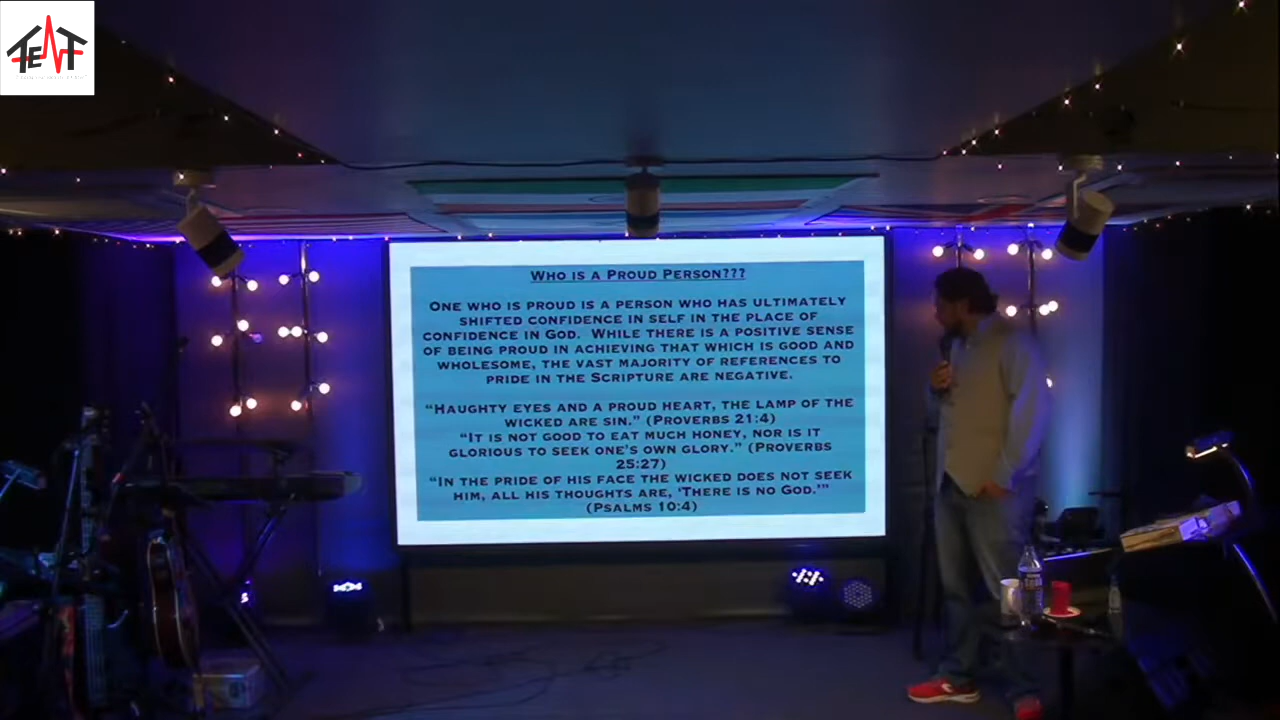 TENT
WHO IS A PROUD PERSON???
ONE WHO IS PROUD IS A PERSON WHO HAS ULTIMATELY
SHIFTED CONFIDENCE IN SELF IN THE PLACE OF
CONFIDENCE IN GOD. WHILE THERE IS A POSITIVE SENSE
OF BEING PROUD IN ACHIEVING THAT WHICH IS GOOD AND
WHOLESOME, THE VAST MAJORITY OF REFERENCES TO
PRIDE IN THE SCRIPTURE ARE NEGATIVE.
“HAUGHTY EYES AND A PROUD HEART, THE LAMP OF THE
WICKED ARE SIN.” (PROVERBS 21:4)
“IT IS NOT GOOD TO EAT MUCH HONEY, NOR IS IT
GLORIOUS TO SEEK ONE’S OWN GLORY.” (PROVERBS
25:27)
“IN THE PRIDE OF HIS FACE THE WICKED DOES NOT SEEK
HIM, ALL HIS THOUGHTS ARE, ‘THERE IS NO GOD.’”
(PSALMS 10:4)